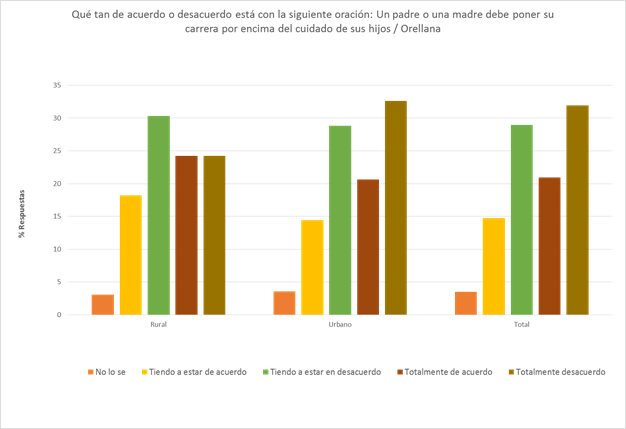 Qué tan de acuerdo o desacuerdo está con la siguiente oración: Un padre o una madre debe poner su
carrera por encima del cuidado de sus hijos / Orellana
35
30
25
20
15
10
5
0
% Respuestas
Rural Urbano Total
No lo se Tiendo a estar de acuerdo Tiendo a estar en desacuerdo Totalmente de acuerdo Totalmente desacuerdo